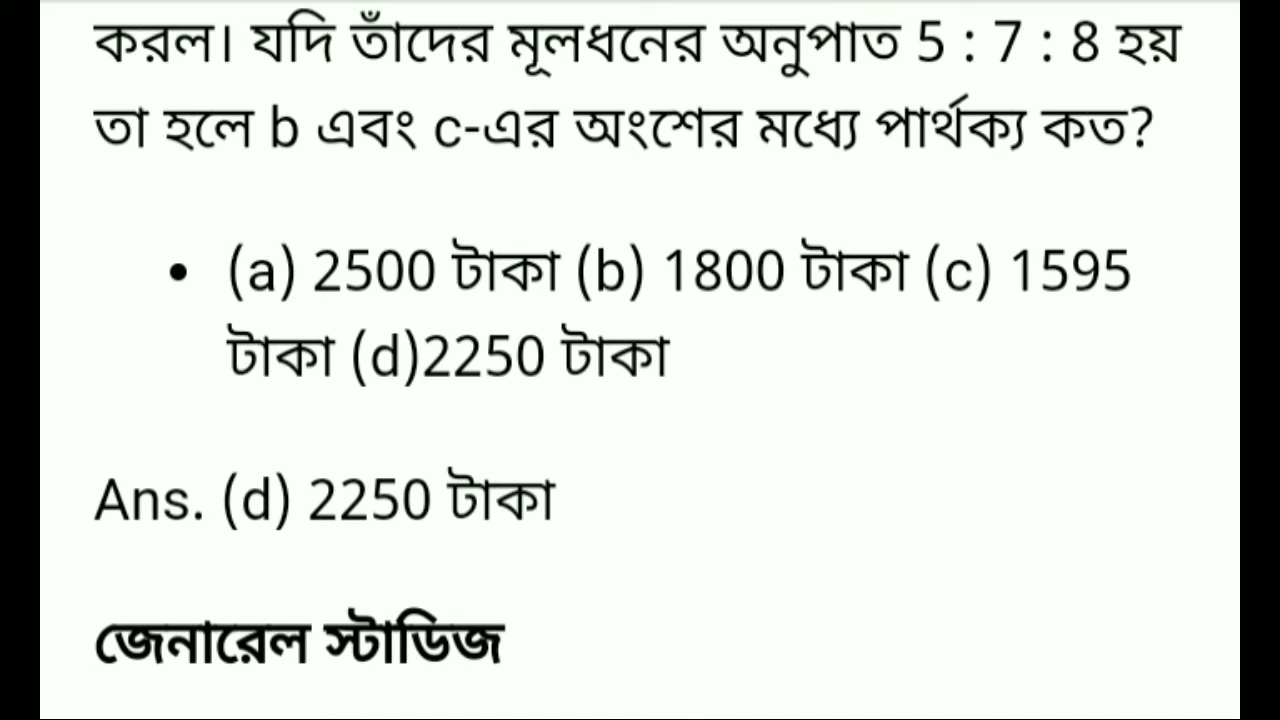 করল। যদি তাঁদের মূলধনের অনুপাত 5 : 7 : 8 হয়
তা হলে b এবং c-এর অংশের মধ্যে পার্থক্য কত?
• (a) 2500 টাকা (b) 1800 টাকা (c) 1595
টাকা (d)2250 টাকা
Ans. (d) 2250 টাকা
জেনারেল স্টাডিজ